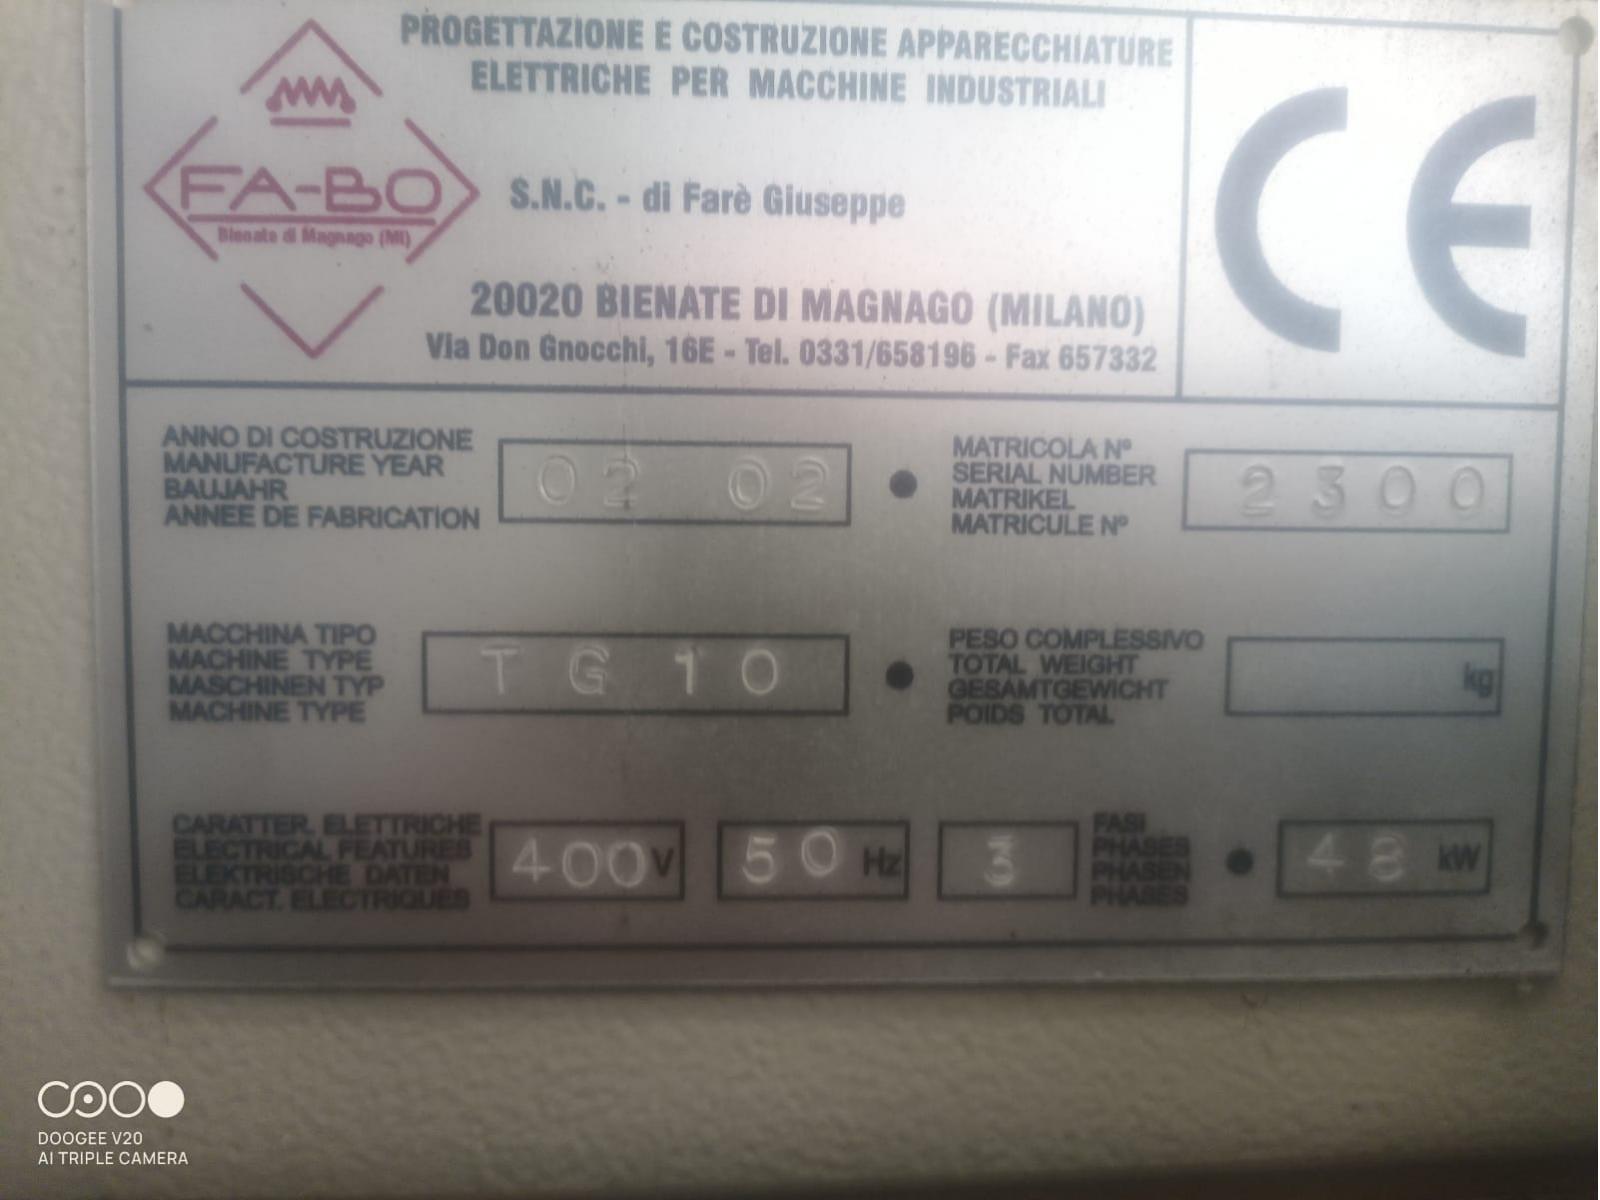 PROGETTAZIONE E COSTRUZIONE APPARECCHIATURE
ELETTRICHE PER MACCHINE INDUSTRIALI
FA-BO
Bienate di Magnago (MI)
S.N.C. - di Farè Giuseppe
20020 BIENATE DI MAGNAGO (MILANO)
Via Don Gnocchi, 16E - Tel. 0331/658196 - Fax 657332
CE
ANNO DI COSTRUZIONE
MANUFACTURE YEAR
BAUJAHR
ANNEE DE FABRICATION
02 02
MATRICOLA Nº
SERIAL NUMBER
MATRIKEL
MATRICULE Nº
2300
MACCHINA TIPO
MACHINE TYPE
MASCHINEN TYP
MACHINE TYPE
TG10
PESO COMPLESSIVO
TOTAL WEIGHT
GESAMTGEWICHT
POIDS TOTAL
kg
CARATTER. ELETTRICHE
ELECTRICAL FEATURES
ELEKTRISCHE DATEN
CARACT. ELECTRIQUES
400 V
50 Hz
3
FASI
PHASES
PHASEN
PHASES
48 kW
DOOGEE V20
AI TRIPLE CAMERA